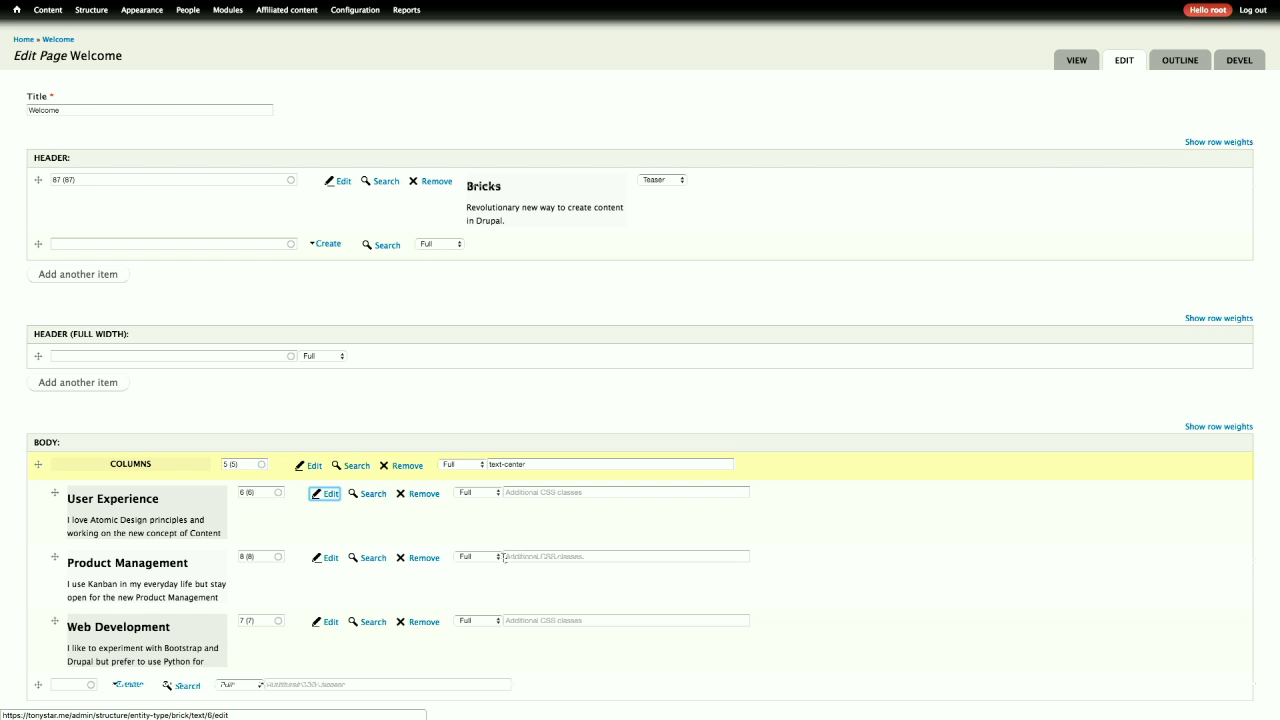 Content Structure Appearance People Modules Affiliated content Configuration Reports Hello root Log out
Home » Welcome
Edit Page Welcome
VIEW EDIT OUTLINE DEVEL
Title *
Welcome
Show row weights
HEADER:
87 (87) Edit Search Remove Bricks Teaser
Revolutionary new way to create content
in Drupal.
Create Search Full
Add another item
Show row weights
HEADER (FULL WIDTH):
Full
Add another item
Show row weights
BODY:
COLUMNS 5 (5) Edit Search Remove Full text-center
User Experience 6 (6) Edit Search Remove Full Additional CSS classes
I love Atomic Design principles and
working on the new concept of Content
Product Management 8 (8) Edit Search Remove Full Additional CSS classes
I use Kanban in my everyday life but stay
open for the new Product Management
Web Development 7 (7) Edit Search Remove Full Additional CSS classes
I like to experiment with Bootstrap and
Drupal but prefer to use Python for
Create Search Full Additional CSS classes
https://tonystar.me/admin/structure/entity-type/brick/text/6/edit